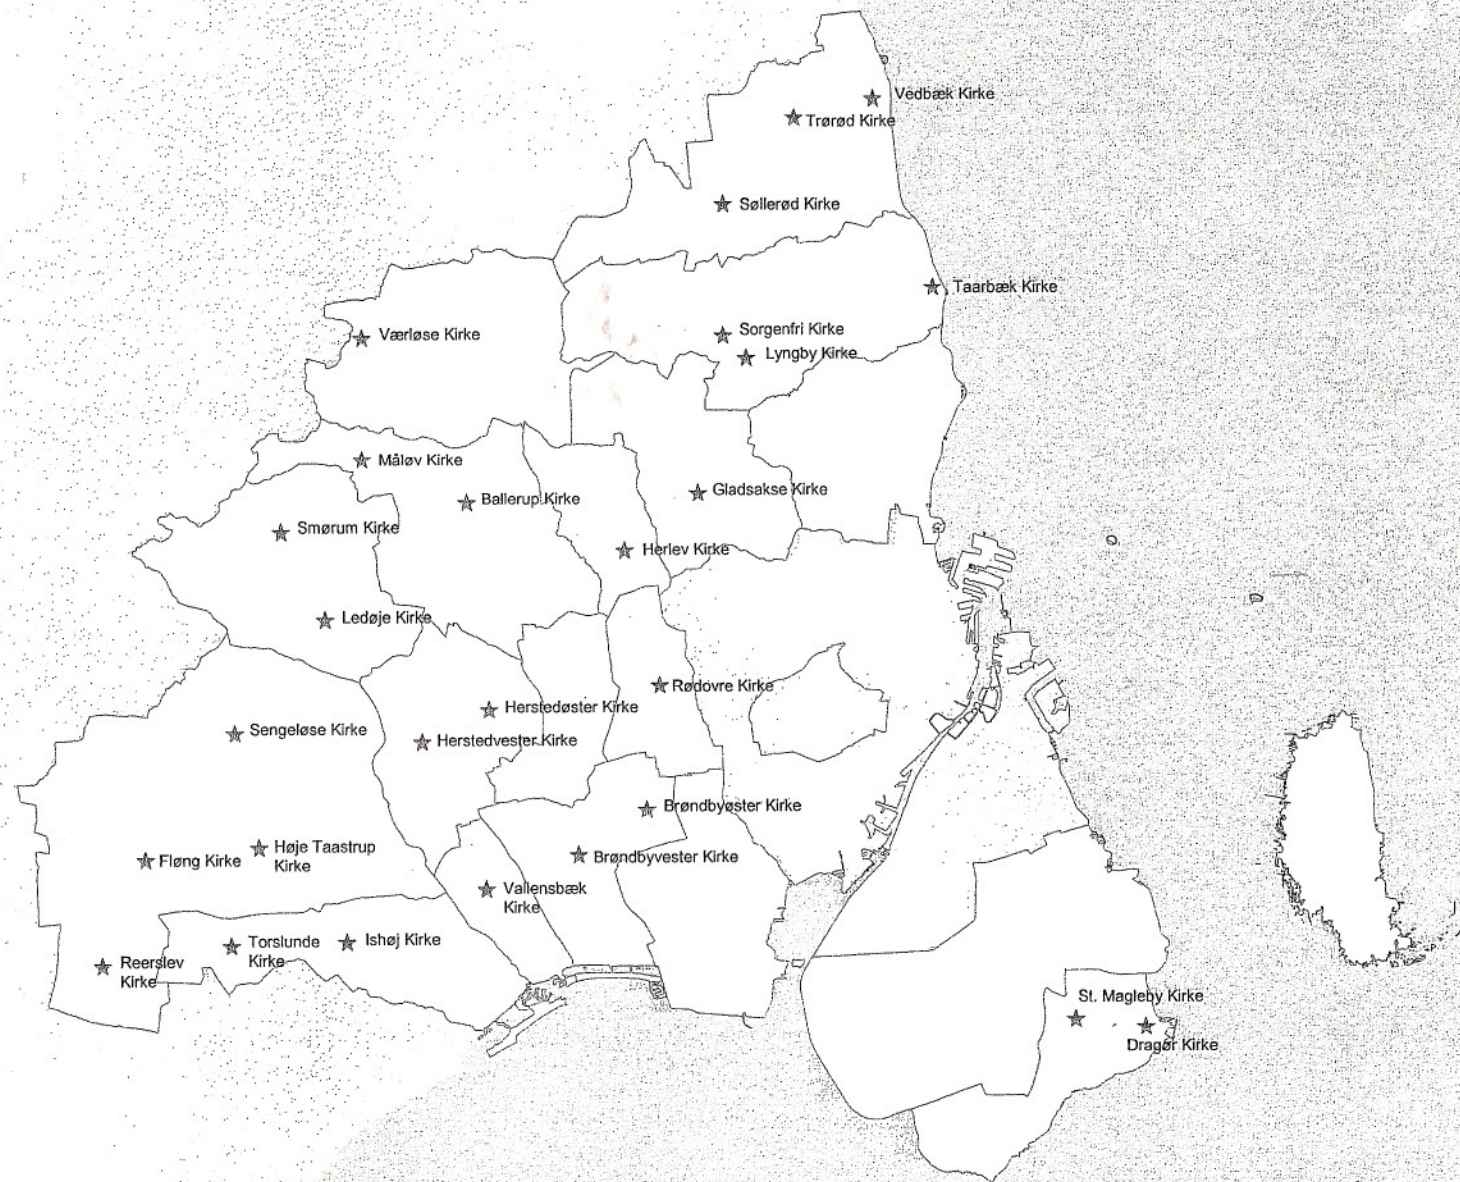 Vedbæk Kirke
Trørød Kirke
Søllerød Kirke
Taarbæk Kirke
Værløse Kirke
Sorgenfri Kirke
Lyngby Kirke
Måløv Kirke
Ballerup Kirke
Gladsakse Kirke
Smørum Kirke
Herlev Kirke
Ledøje Kirke
Rødovre Kirke
Herstedøster Kirke
Sengeløse Kirke
Herstedvester Kirke
Brøndbyøster Kirke
Høje Taastrup
Kirke
Fløng Kirke
Brøndbyvester Kirke
Vallensbæk
Kirke
Torslunde
Kirke
Ishøj Kirke
Reerslev
Kirke
St. Magleby Kirke
Dragør Kirke